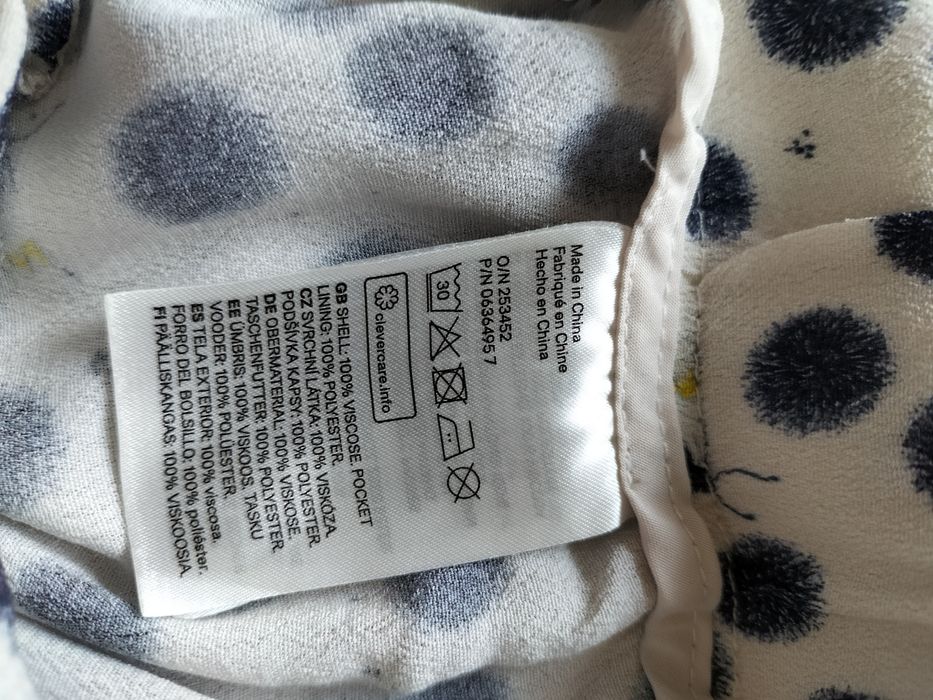 Made in China
Fabriqué en Chine
Hecho en China
O/N 253452
P/N 0636495 7
30
clevercare.info
GB SHELL: 100% VISCOSE. POCKET
LINING: 100% POLYESTER.
CZ SVRCHNÍ LÁTKA: 100% VISKÓZA.
PODŠÍVKA KAPSY: 100% POLYESTER.
DE OBERMATERIAL: 100% VISKOSE.
TASCHENFUTTER: 100% POLYESTER.
EE ÜMBRIS: 100% VISKOOS. TASKU
VOODER: 100% POLÜESTER.
ES TELA EXTERIOR: 100% viscosa.
FORRO DEL BOLSILLO: 100% poliéster.
FI PÄÄLLISKANGAS: 100% VISKOOSIA,